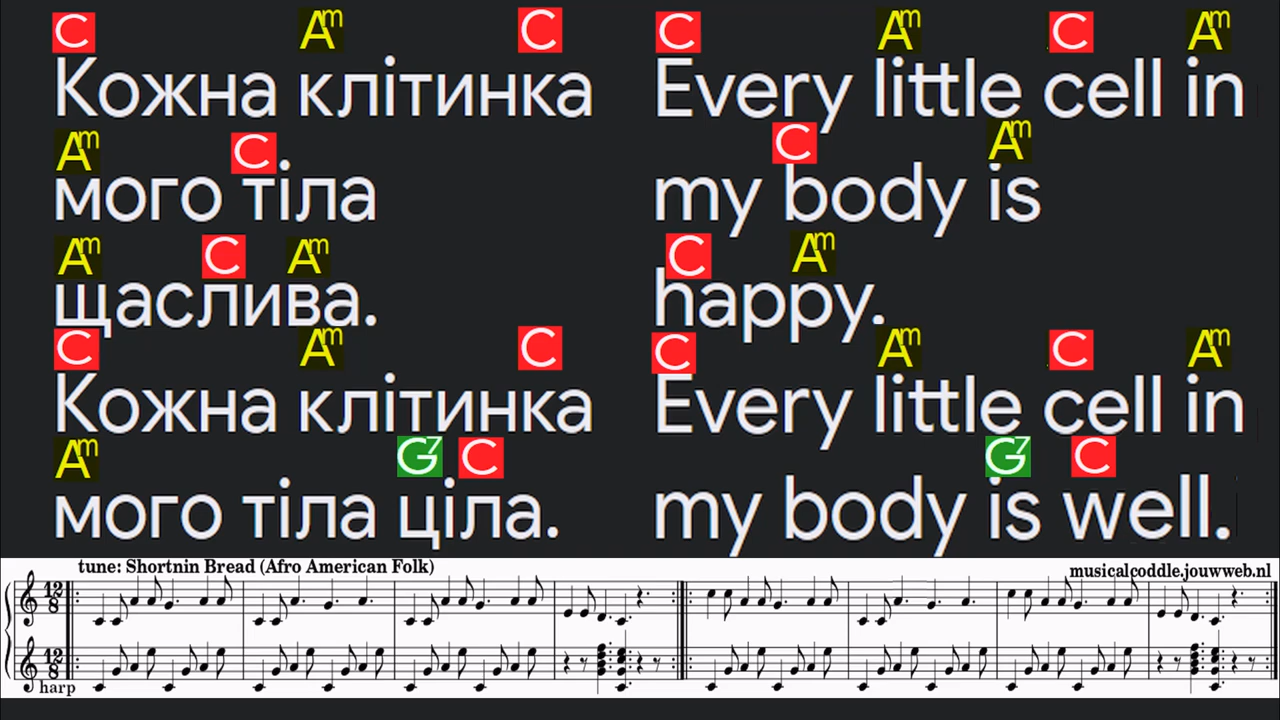 C Am C
Кожна клітинка
Am C
мого тіла
Am C Am
щаслива.
C Am C
Кожна клітинка
Am G7 C
мого тіла ціла.
C Am C Am
Every little cell in
C Am
my body is
C Am
happy.
C Am C Am
Every little cell in
G7 C
my body is well.
tune: Shortnin Bread (Afro American Folk)
musicalcoddle.jouwweb.nl
12
8
12
8
harp